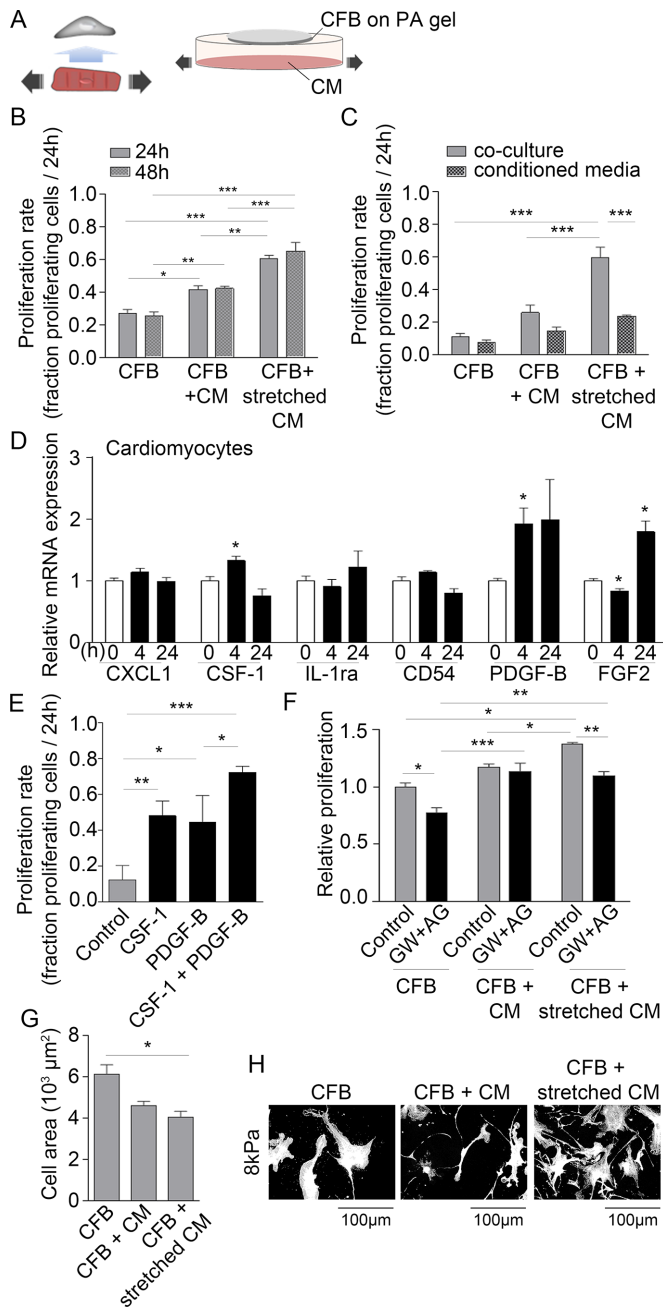 A
CFB on PA gel
CM
B
Proliferation rate
(fraction proliferating cells / 24h)
24h
48h
1.0
0.8
0.6
0.4
0.2
0.0
***
***
***
**
**
*
CFB
CFB
+CM
CFB+
stretched
CM
C
Proliferation rate
(fraction proliferating cells / 24h)
co-culture
conditioned media
1.0
0.8
0.6
0.4
0.2
0.0
***
***
***
CFB
CFB
+ CM
CFB +
stretched
CM
D
Cardiomyocytes
Relative mRNA expression
3
2
1
0
*
*
*
*
(h)
0 4 24 0 4 24 0 4 24 0 4 24 0 4 24 0 4 24
CXCL1 CSF-1 IL-1ra CD54 PDGF-B FGF2
E
Proliferation rate
(fraction proliferating cells / 24h)
1.0
0.8
0.6
0.4
0.2
0.0
***
*
*
**
Control
CSF-1
PDGF-B
CSF-1 + PDGF-B
F
Relative proliferation
1.5
1.0
0.5
0.0
**
*
*
**
***
*
Control
GW+AG
Control
GW+AG
Control
GW+AG
CFB
CFB +
CM
CFB +
stretched CM
G
Cell area (10³ μm²)
8
6
4
2
0
*
CFB
CFB + CM
CFB +
stretched CM
H
CFB
CFB + CM
CFB +
stretched CM
8kPa
100μm
100μm
100μm